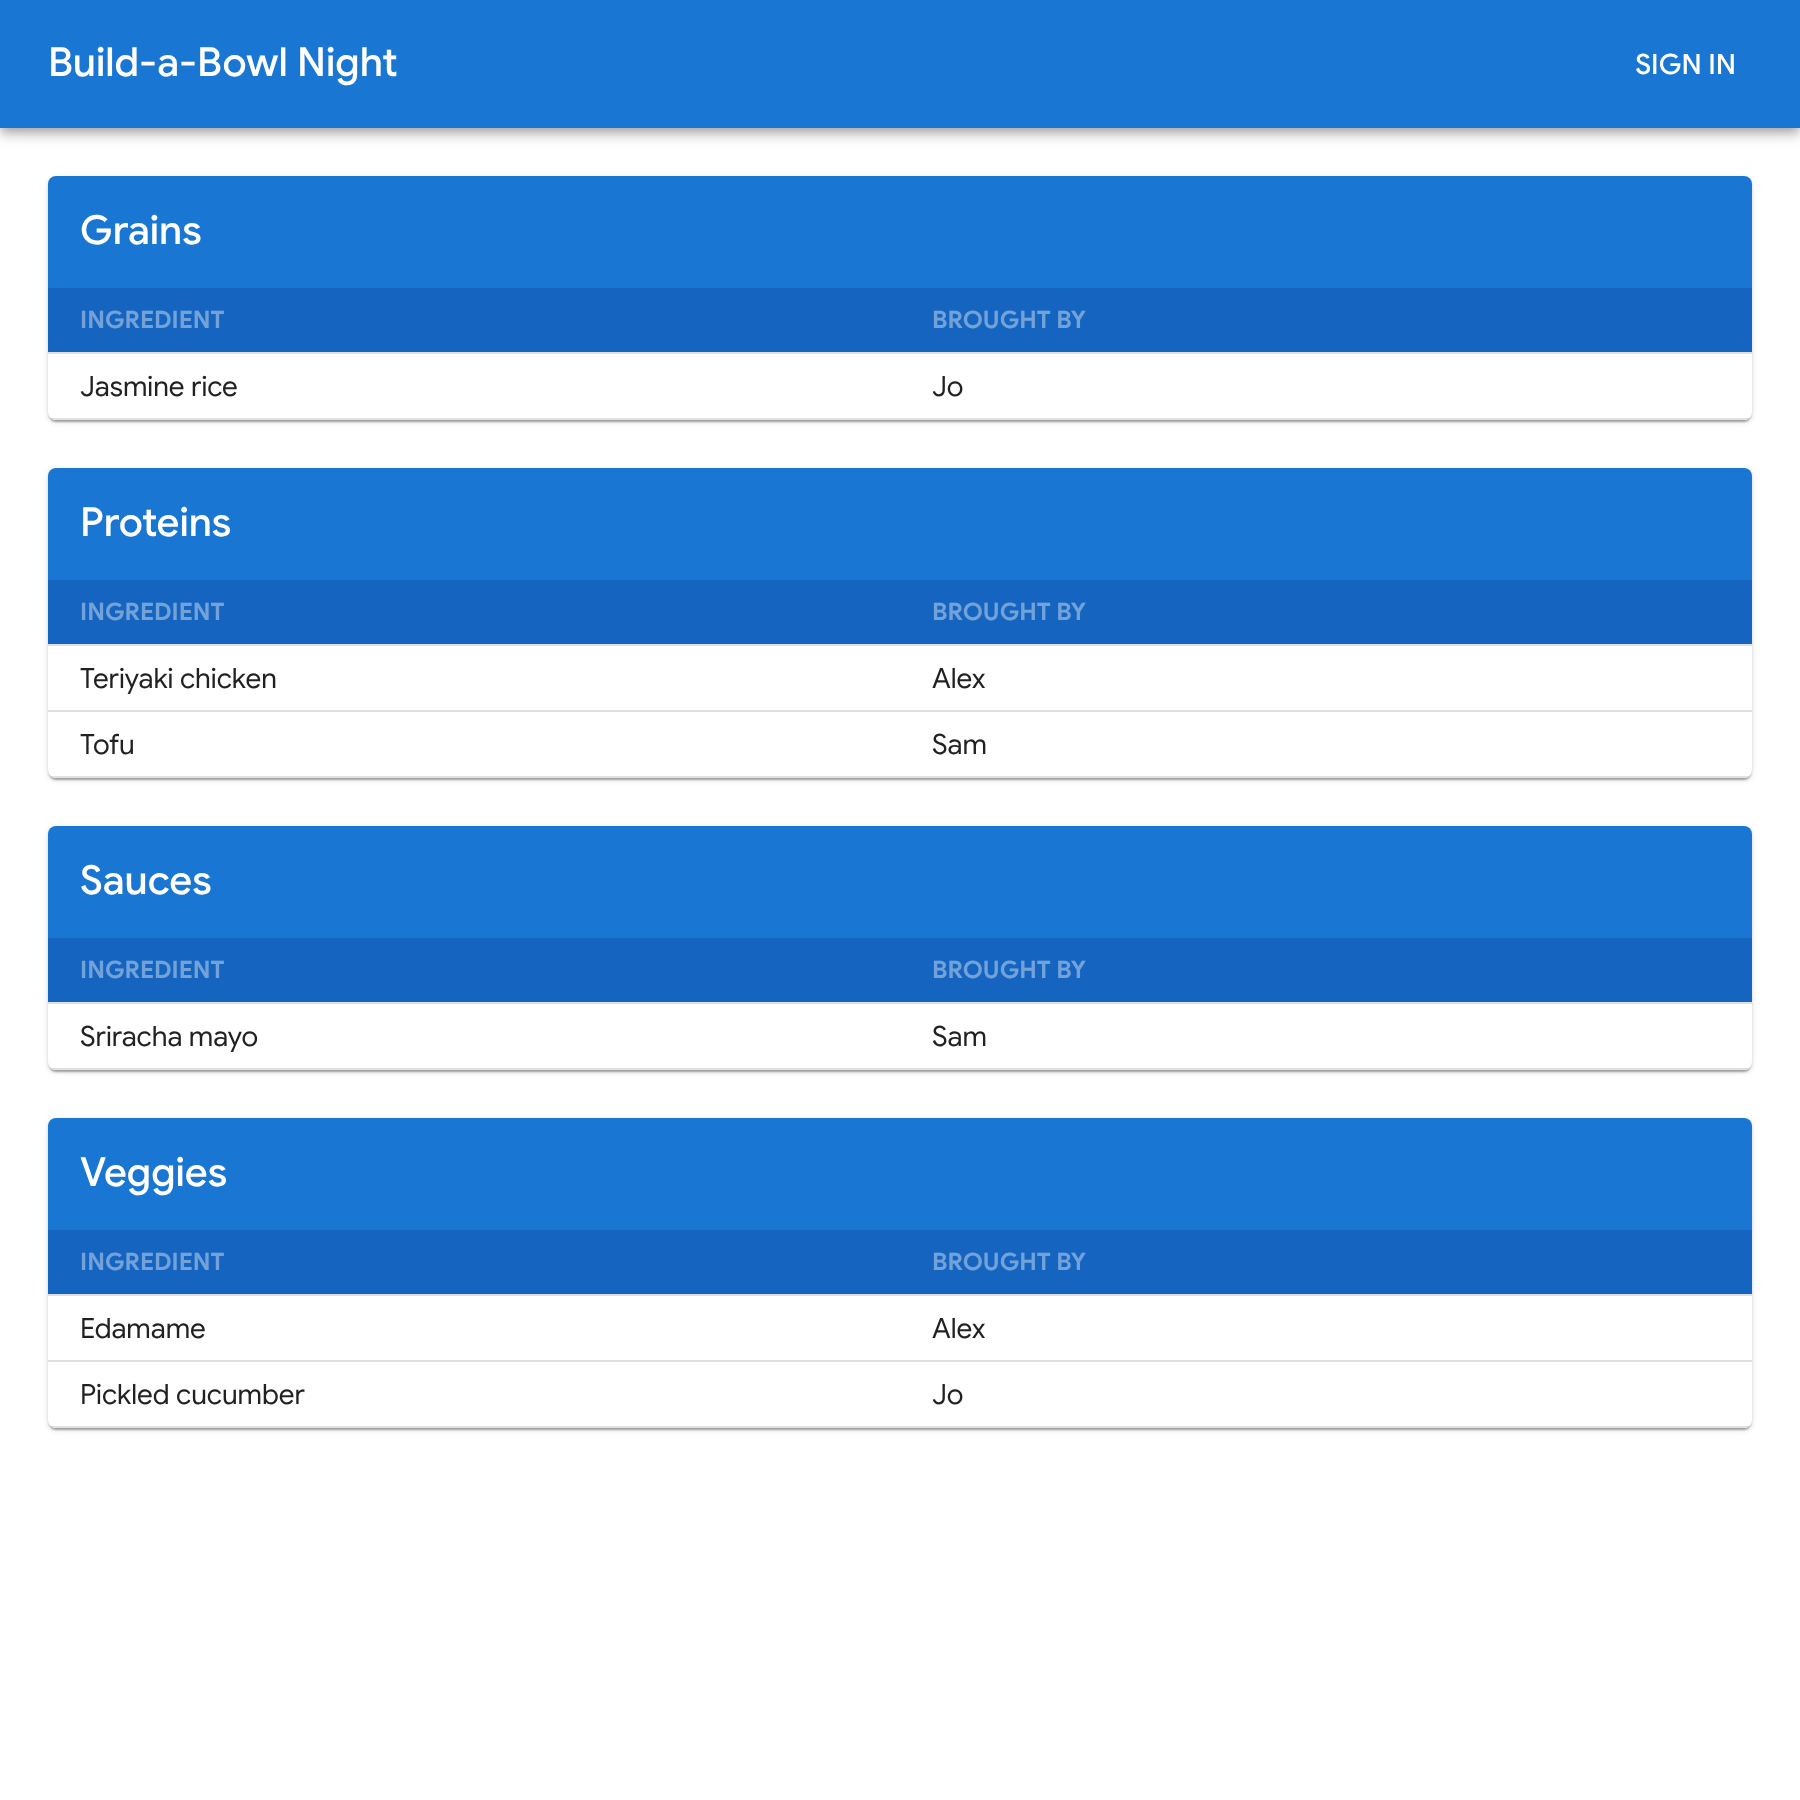 Build-a-Bowl Night
SIGN IN
Grains
INGREDIENT BROUGHT BY
Jasmine rice Jo
Proteins
INGREDIENT BROUGHT BY
Teriyaki chicken Alex
Tofu Sam
Sauces
INGREDIENT BROUGHT BY
Sriracha mayo Sam
Veggies
INGREDIENT BROUGHT BY
Edamame Alex
Pickled cucumber Jo